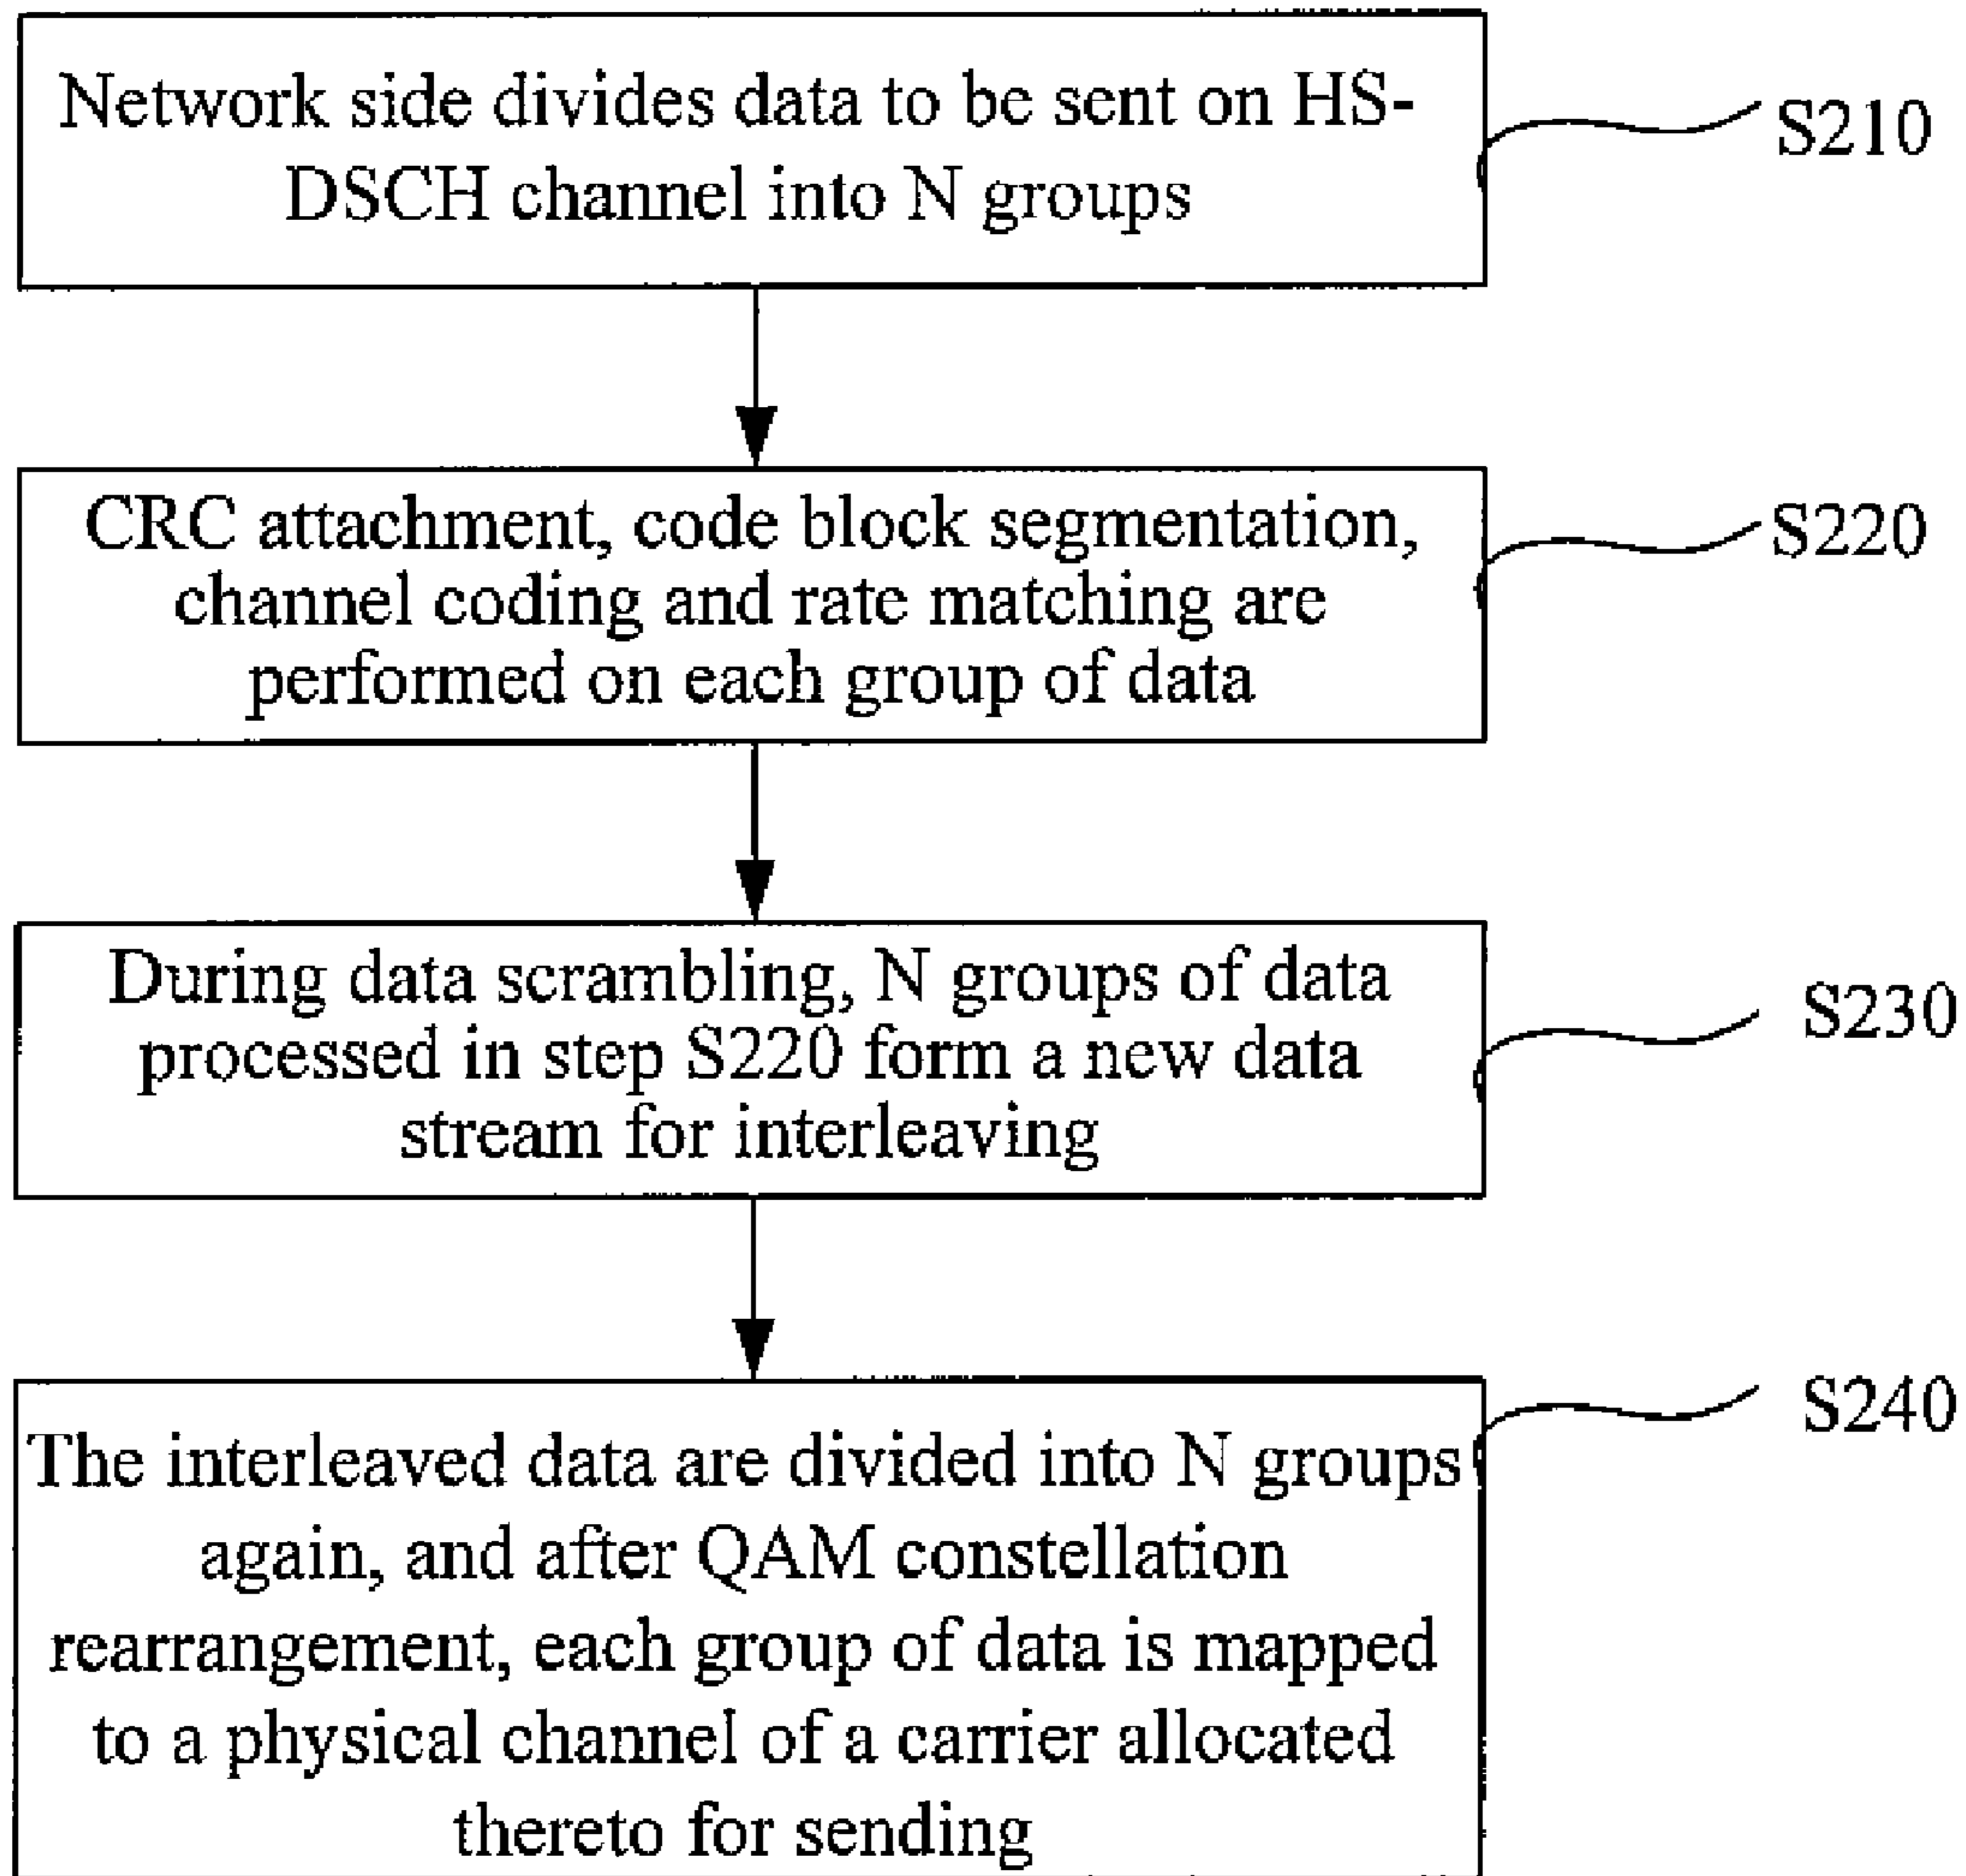 Network side divides data to be sent on HS-
DSCH channel into N groups
S210
CRC attachment, code block segmentation,
channel coding and rate matching are
performed on each group of data
S220
During data scrambling, N groups of data
processed in step S220 form a new data
stream for interleaving
S230
The interleaved data are divided into N groups
again, and after QAM constellation
rearrangement, each group of data is mapped
to a physical channel of a carrier allocated
thereto for sending
S240